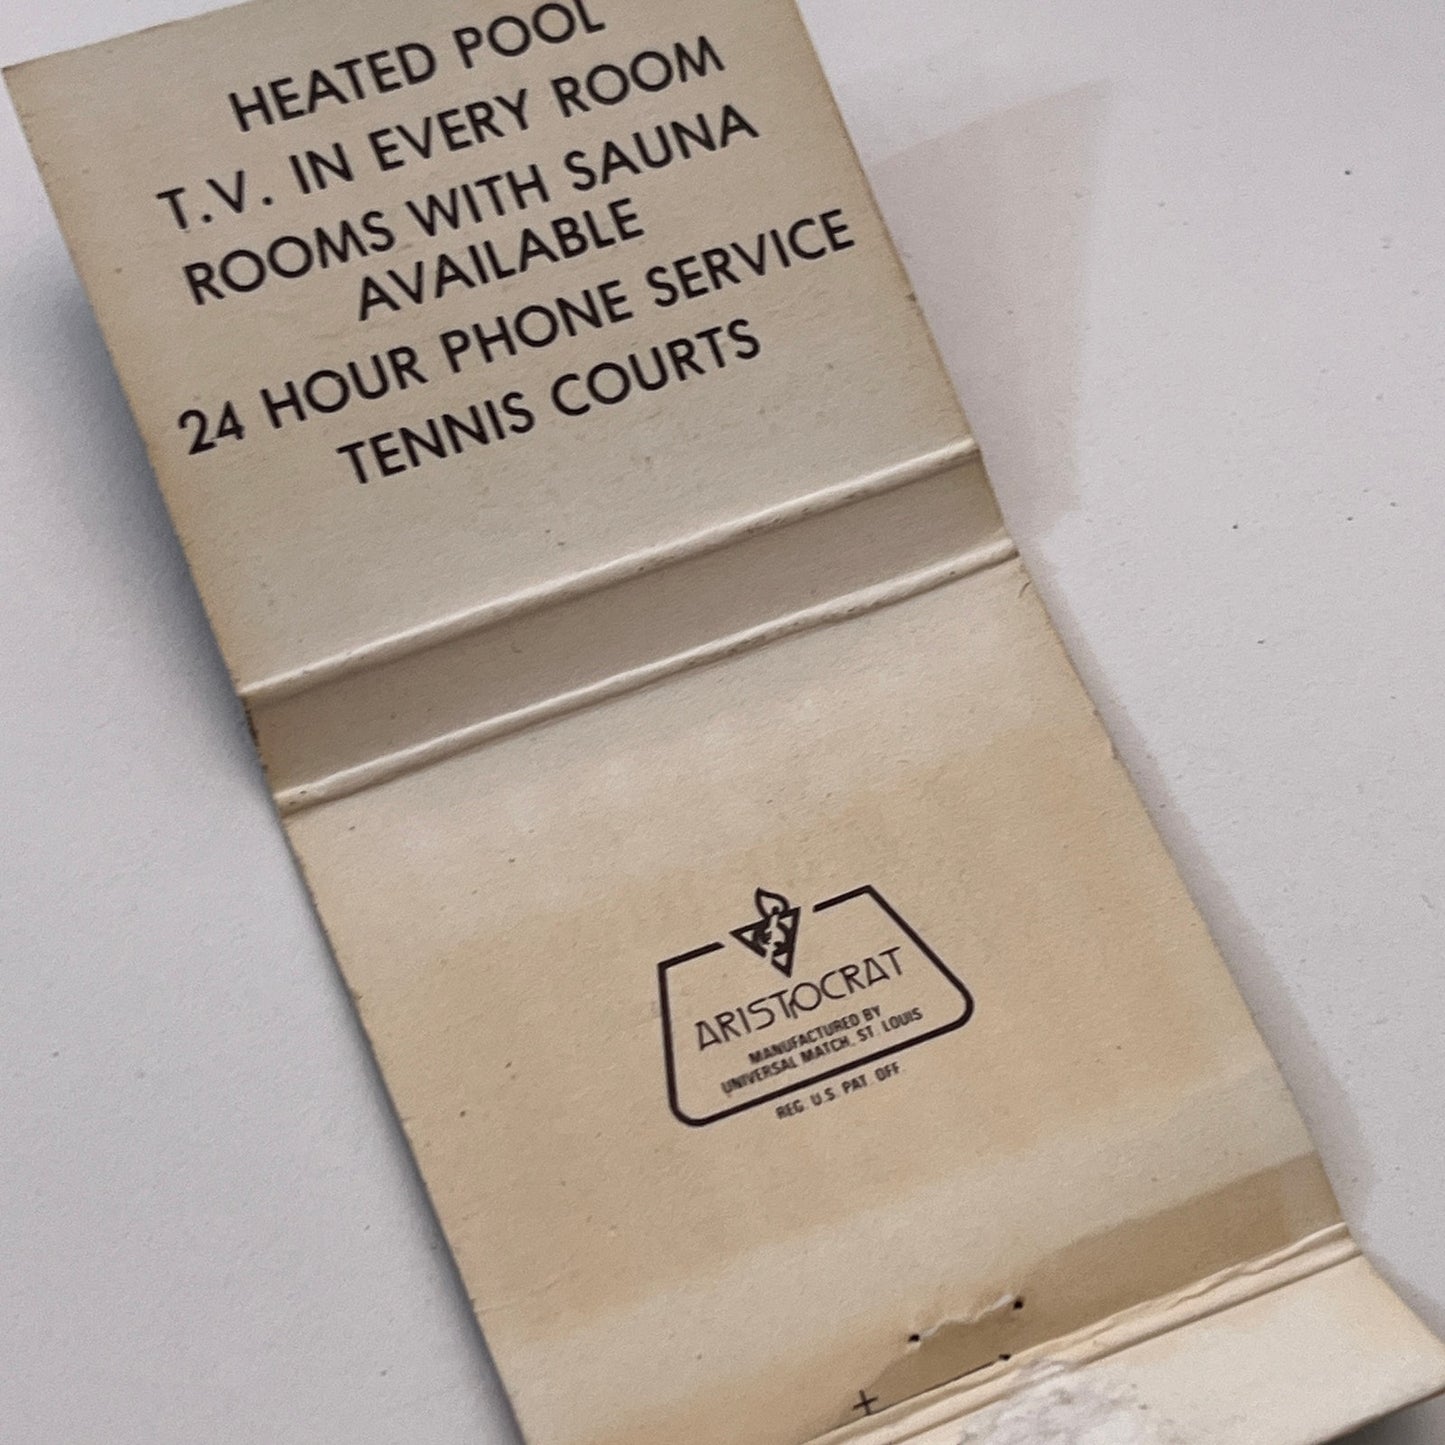 HEATED POOL
T.V. IN EVERY ROOM
ROOMS WITH SAUNA
AVAILABLE
24 HOUR PHONE SERVICE
TENNIS COURTS
ARISTOCRAT
MANUFACTURED BY
UNIVERSAL MATCH, ST. LOUIS
REG. U.S. PAT. OFF